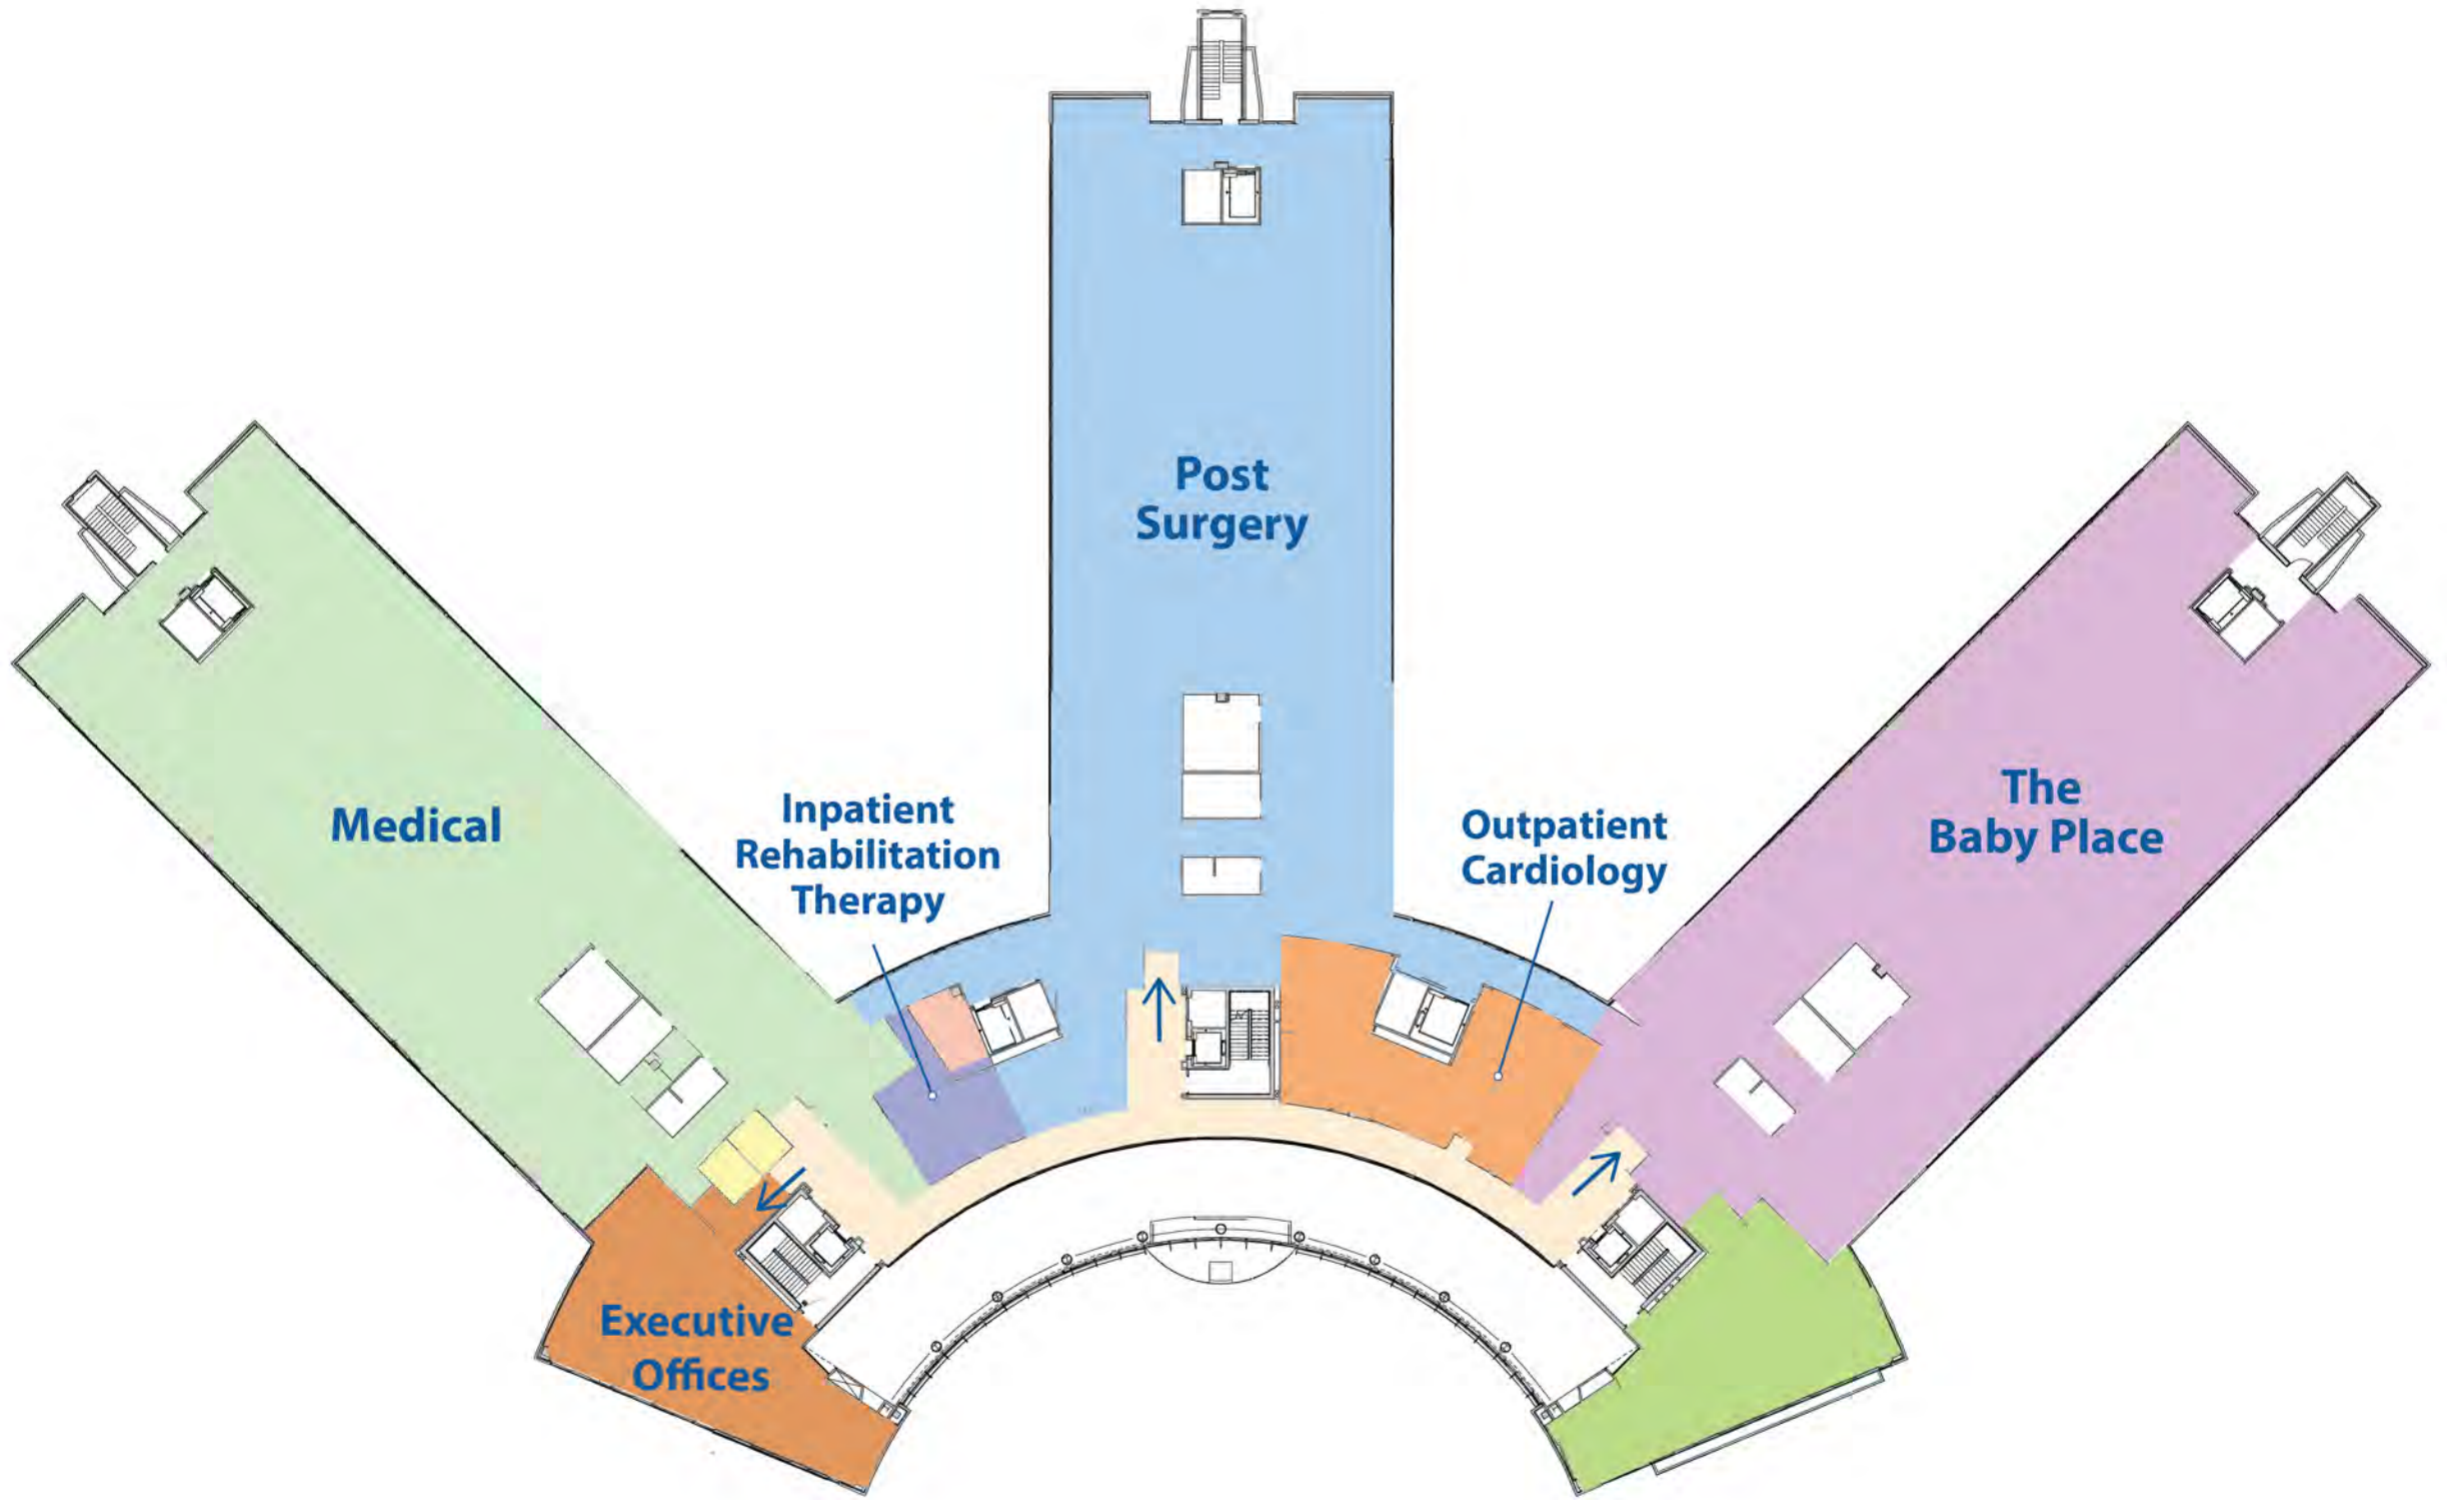 Post
Surgery
Medical
Inpatient
Rehabilitation
Therapy
Outpatient
Cardiology
The
Baby Place
Executive
Offices